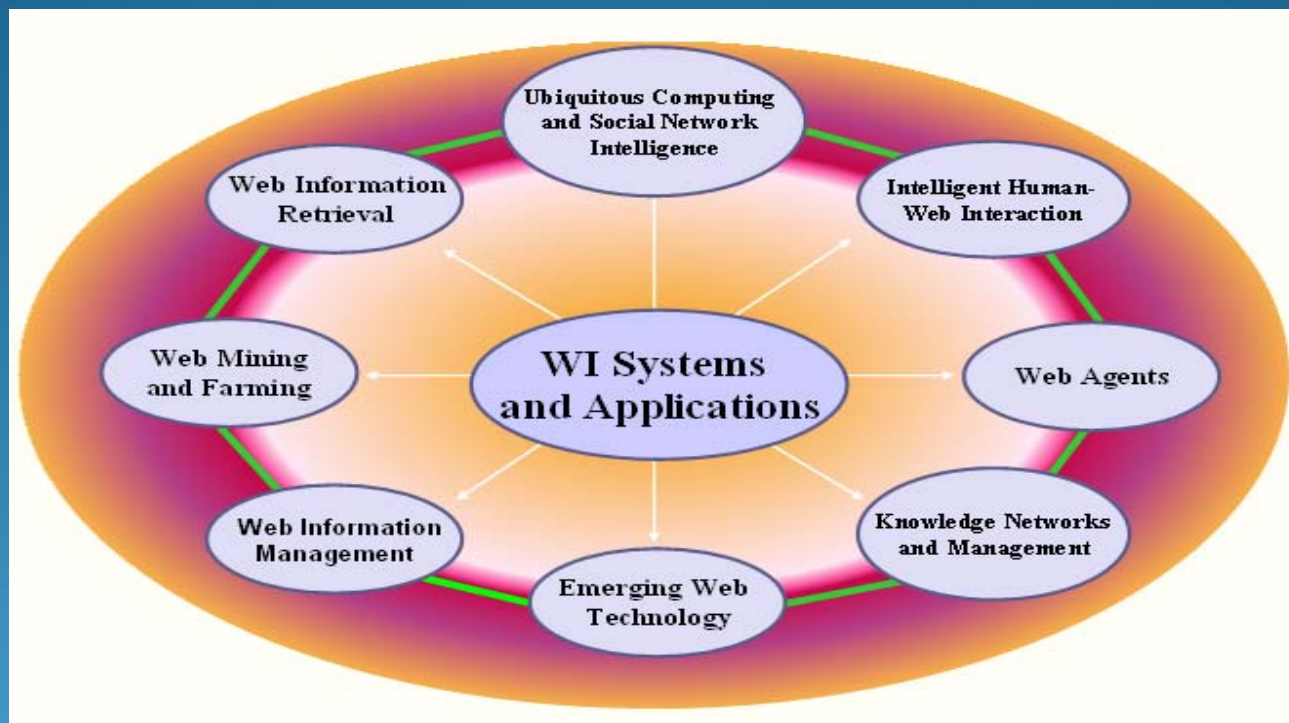 Ubiquitous Computing
and Social Network
Intelligence
Web Information
Retrieval
Intelligent Human-
Web Interaction
Web Mining
and Farming
WI Systems
and Applications
Web Agents
Web Information
Management
Knowledge Networks
and Management
Emerging Web
Technology